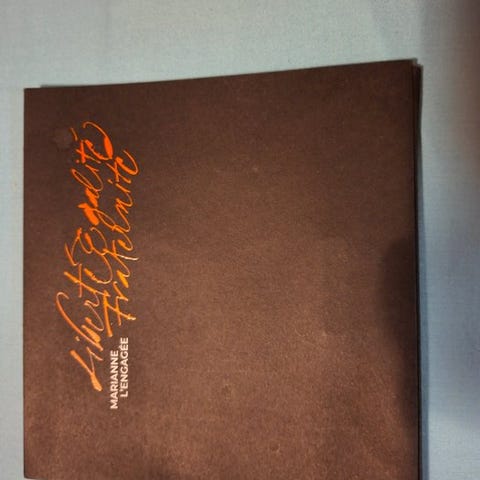 Liberté Égalité
Fraternité
MARIANNE
L'ENGAGÉE